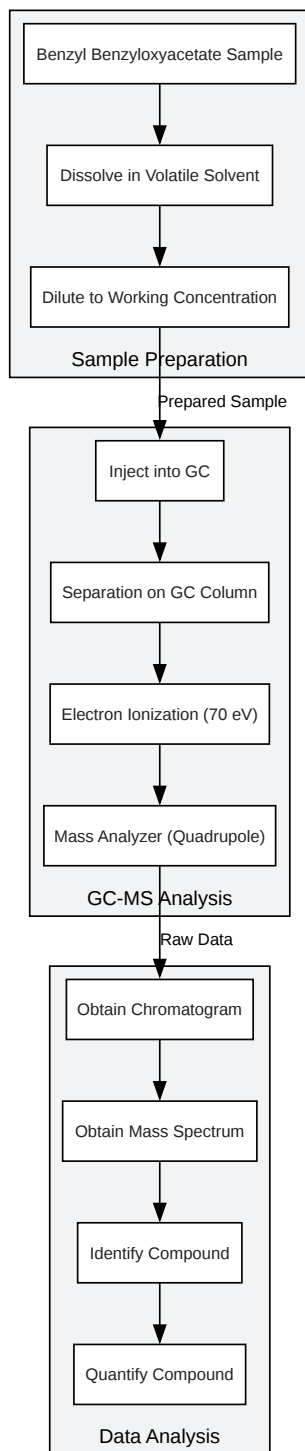 Benzyl Benzyloxyacetate Sample
Dissolve in Volatile Solvent
Dilute to Working Concentration
Sample Preparation
Prepared Sample
Inject into GC
Separation on GC Column
Electron Ionization (70 eV)
Mass Analyzer (Quadrupole)
GC-MS Analysis
Raw Data
Obtain Chromatogram
Obtain Mass Spectrum
Identify Compound
Quantify Compound
Data Analysis